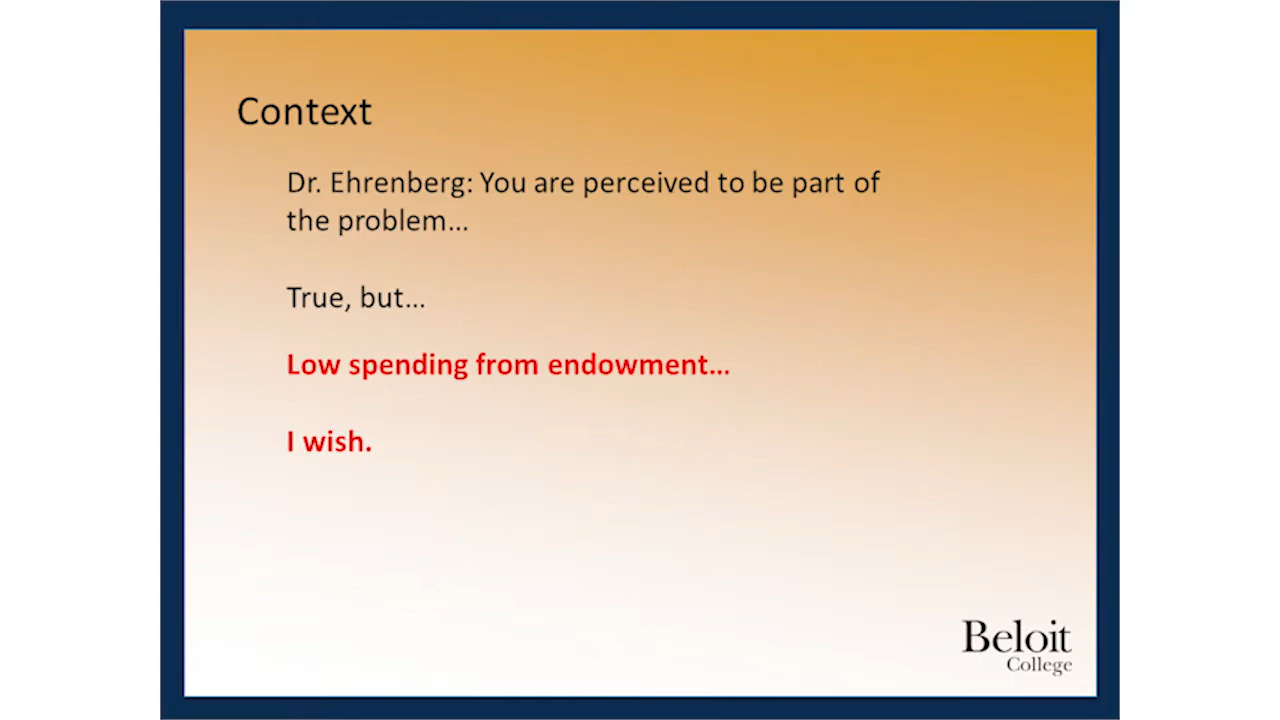 Context
Dr. Ehrenberg: You are perceived to be part of
the problem…
True, but…
Low spending from endowment…
I wish.
Beloit
College